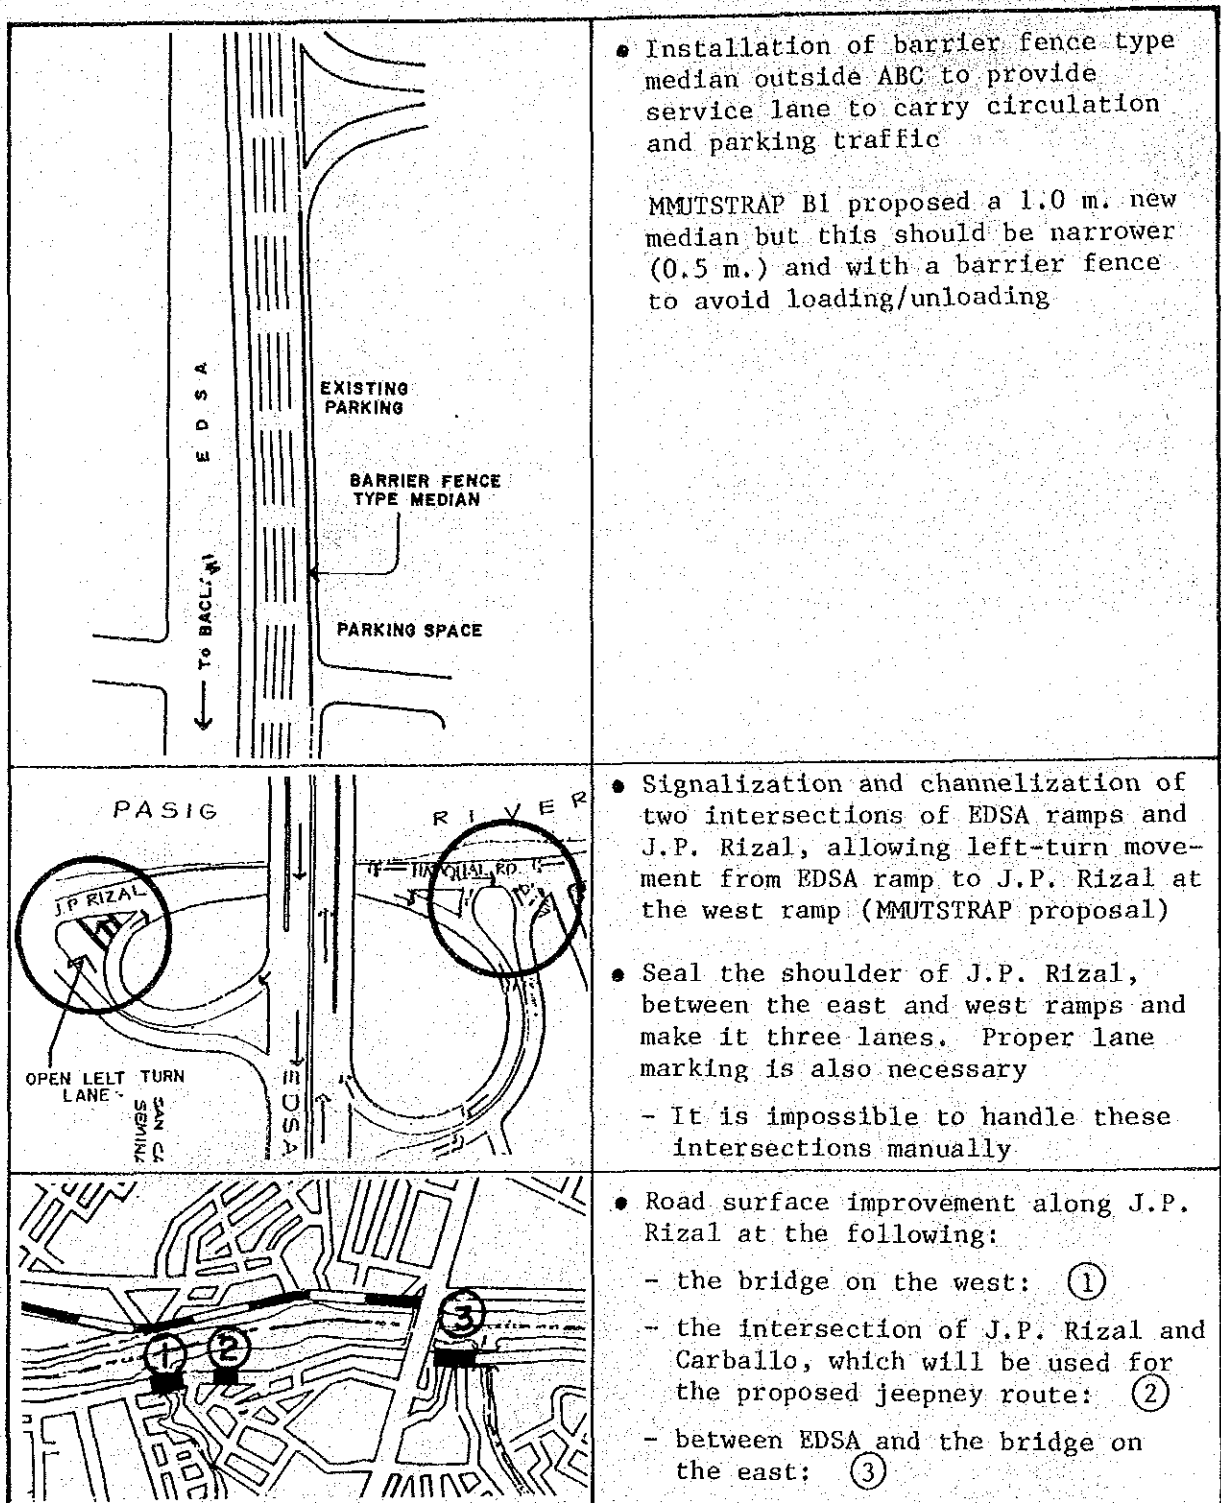 • Installation of barrier fence type
median outside ABC to provide
service lane to carry circulation
and parking traffic
MMUTSTRAP B1 proposed a 1.0 m. new
median but this should be narrower
(0.5 m.) and with a barrier fence
to avoid loading/unloading
EDSA
EXISTING
PARKING
BARRIER FENCE
TYPE MEDIAN
To
PARKING SPACE
• Signalization and channelization of
two intersections of EDSA ramps and
J.P. Rizal, allowing left-turn move-
ment from EDSA ramp to J.P. Rizal at
the west ramp (MMUTSTRAP proposal)
• Seal the shoulder of J.P. Rizal,
between the east and west ramps and
make it three lanes. Proper lane
marking is also necessary
- It is impossible to handle these
intersections manually
PASIG
RIVER
J.P. RIZAL
RD.
OPEN LELT TURN
LANE
EDSA
SAN CA
SEMINA
• Road surface improvement along J.P.
Rizal at the following:
- the bridge on the west: ①
- the intersection of J.P. Rizal and
Carballo, which will be used for
the proposed jeepney route: ②
- between EDSA and the bridge on
the east: ③
①
②
③